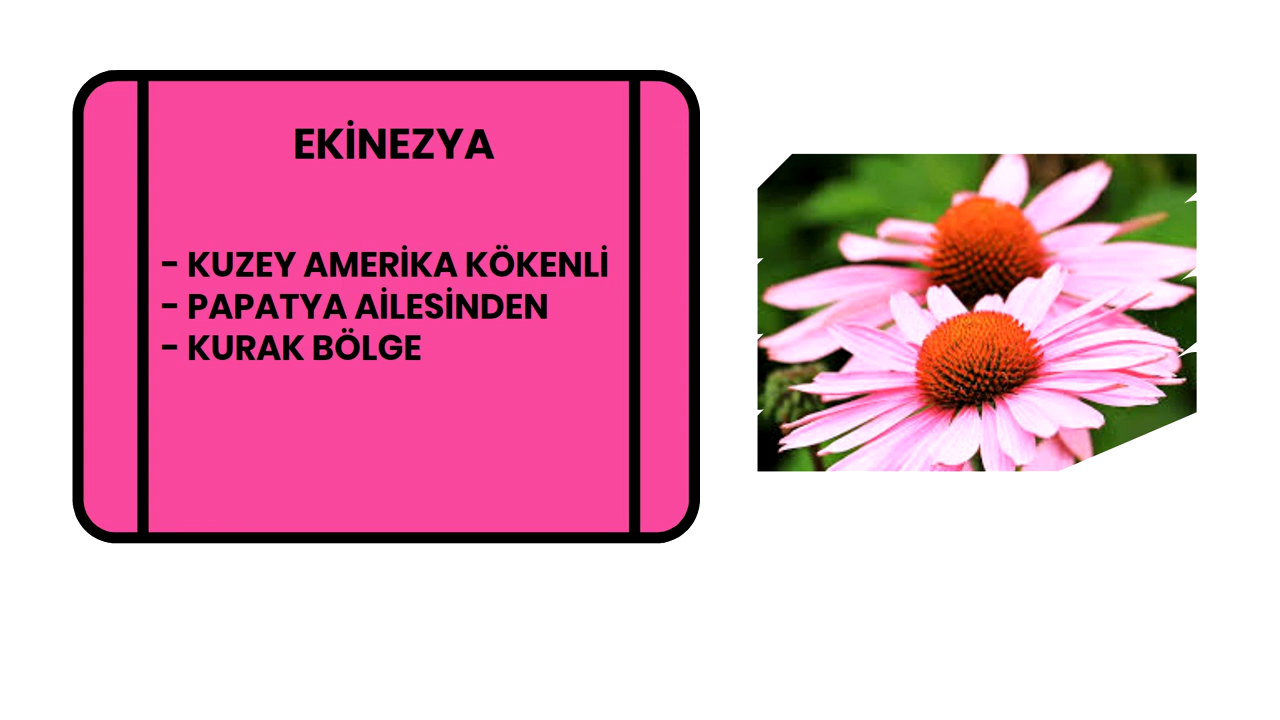 EKİNEZYA
- KUZEY AMERİKA KÖKENLİ
- PAPATYA AİLESİNDEN
- KURAK BÖLGE